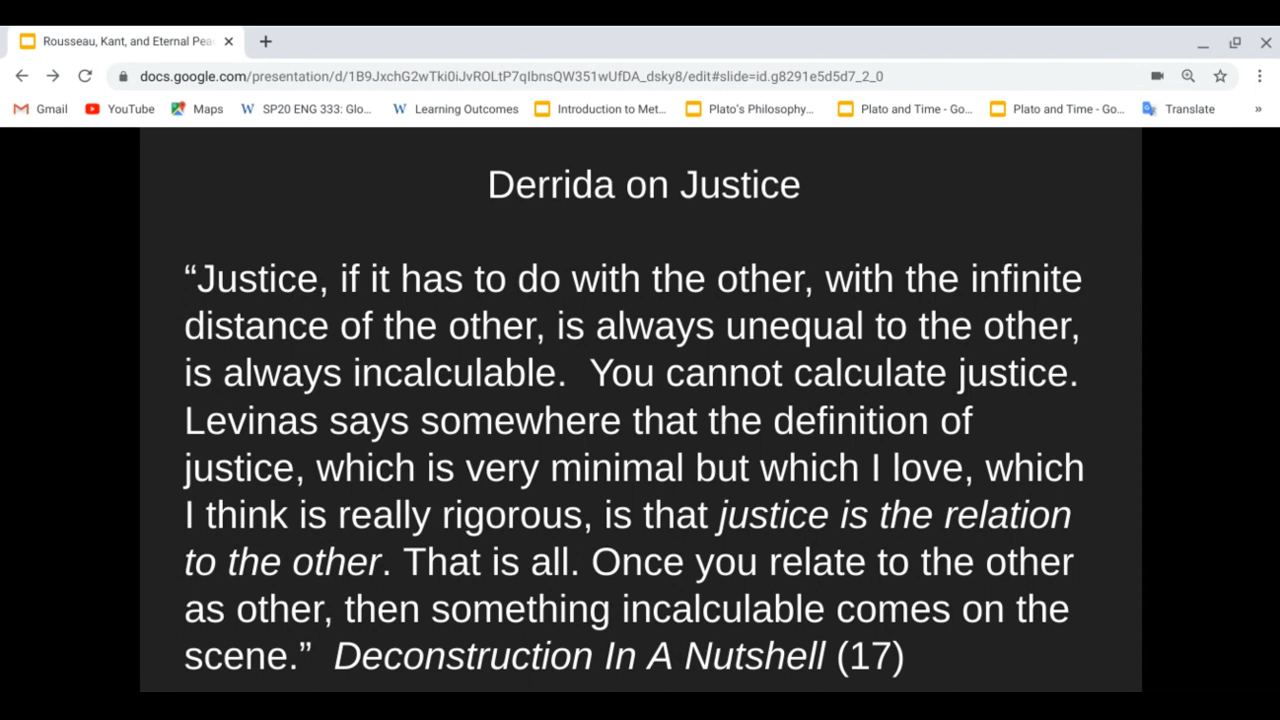 Rousseau, Kant, and Eternal Pea
docs.google.com/presentation/d/1B9JxchG2wTki0iJvROLtP7qIbnsQW351wUfDA_dsky8/edit#slide=id.g8291e5d5d7_2_0
Gmail YouTube Maps SP20 ENG 333: Glo... Learning Outcomes Introduction to Met... Plato's Philosophy... Plato and Time - Go... Plato and Time - Go... Translate »
Derrida on Justice
“Justice, if it has to do with the other, with the infinite
distance of the other, is always unequal to the other,
is always incalculable.  You cannot calculate justice.
Levinas says somewhere that the definition of
justice, which is very minimal but which I love, which
I think is really rigorous, is that justice is the relation
to the other. That is all. Once you relate to the other
as other, then something incalculable comes on the
scene.”  Deconstruction In A Nutshell (17)